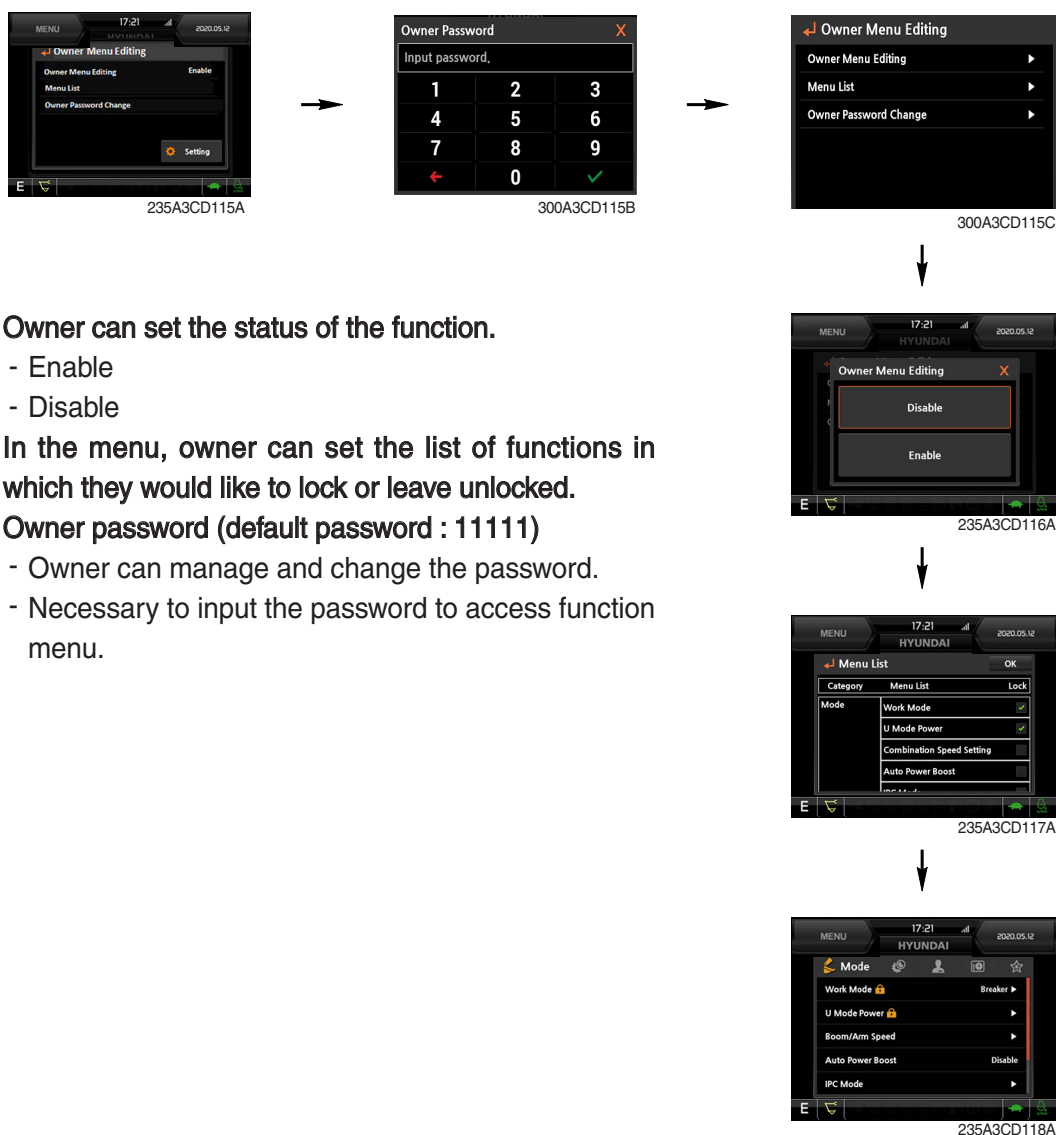 MENU
17:21
2020.05.12
HYUNDAI
Owner Menu Editing
Owner Menu Editing Enable
Menu List
Owner Password Change
Setting
E
235A3CD115A
Owner Password X
Input password.
1 2 3
4 5 6
7 8 9
0
300A3CD115B
Owner Menu Editing
Owner Menu Editing
Menu List
Owner Password Change
300A3CD115C
Owner can set the status of the function.
- Enable
- Disable
In the menu, owner can set the list of functions in
which they would like to lock or leave unlocked.
Owner password (default password : 11111)
- Owner can manage and change the password.
- Necessary to input the password to access function
menu.
MENU
17:21
2020.05.12
HYUNDAI
Owner Menu Editing X
Disable
Enable
E
235A3CD116A
MENU
17:21
2020.05.12
HYUNDAI
Menu List OK
Category Menu List Lock
Mode Work Mode
U Mode Power
Combination Speed Setting
Auto Power Boost
IPC Mode
E
235A3CD117A
MENU
17:21
2020.05.12
HYUNDAI
Mode
Work Mode Breaker
U Mode Power
Boom/Arm Speed
Auto Power Boost Disable
IPC Mode
E
235A3CD118A